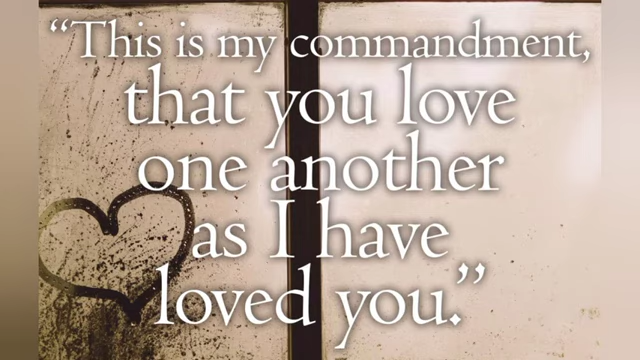 “This is my commandment,
that you love
one another
as I have
loved you.”